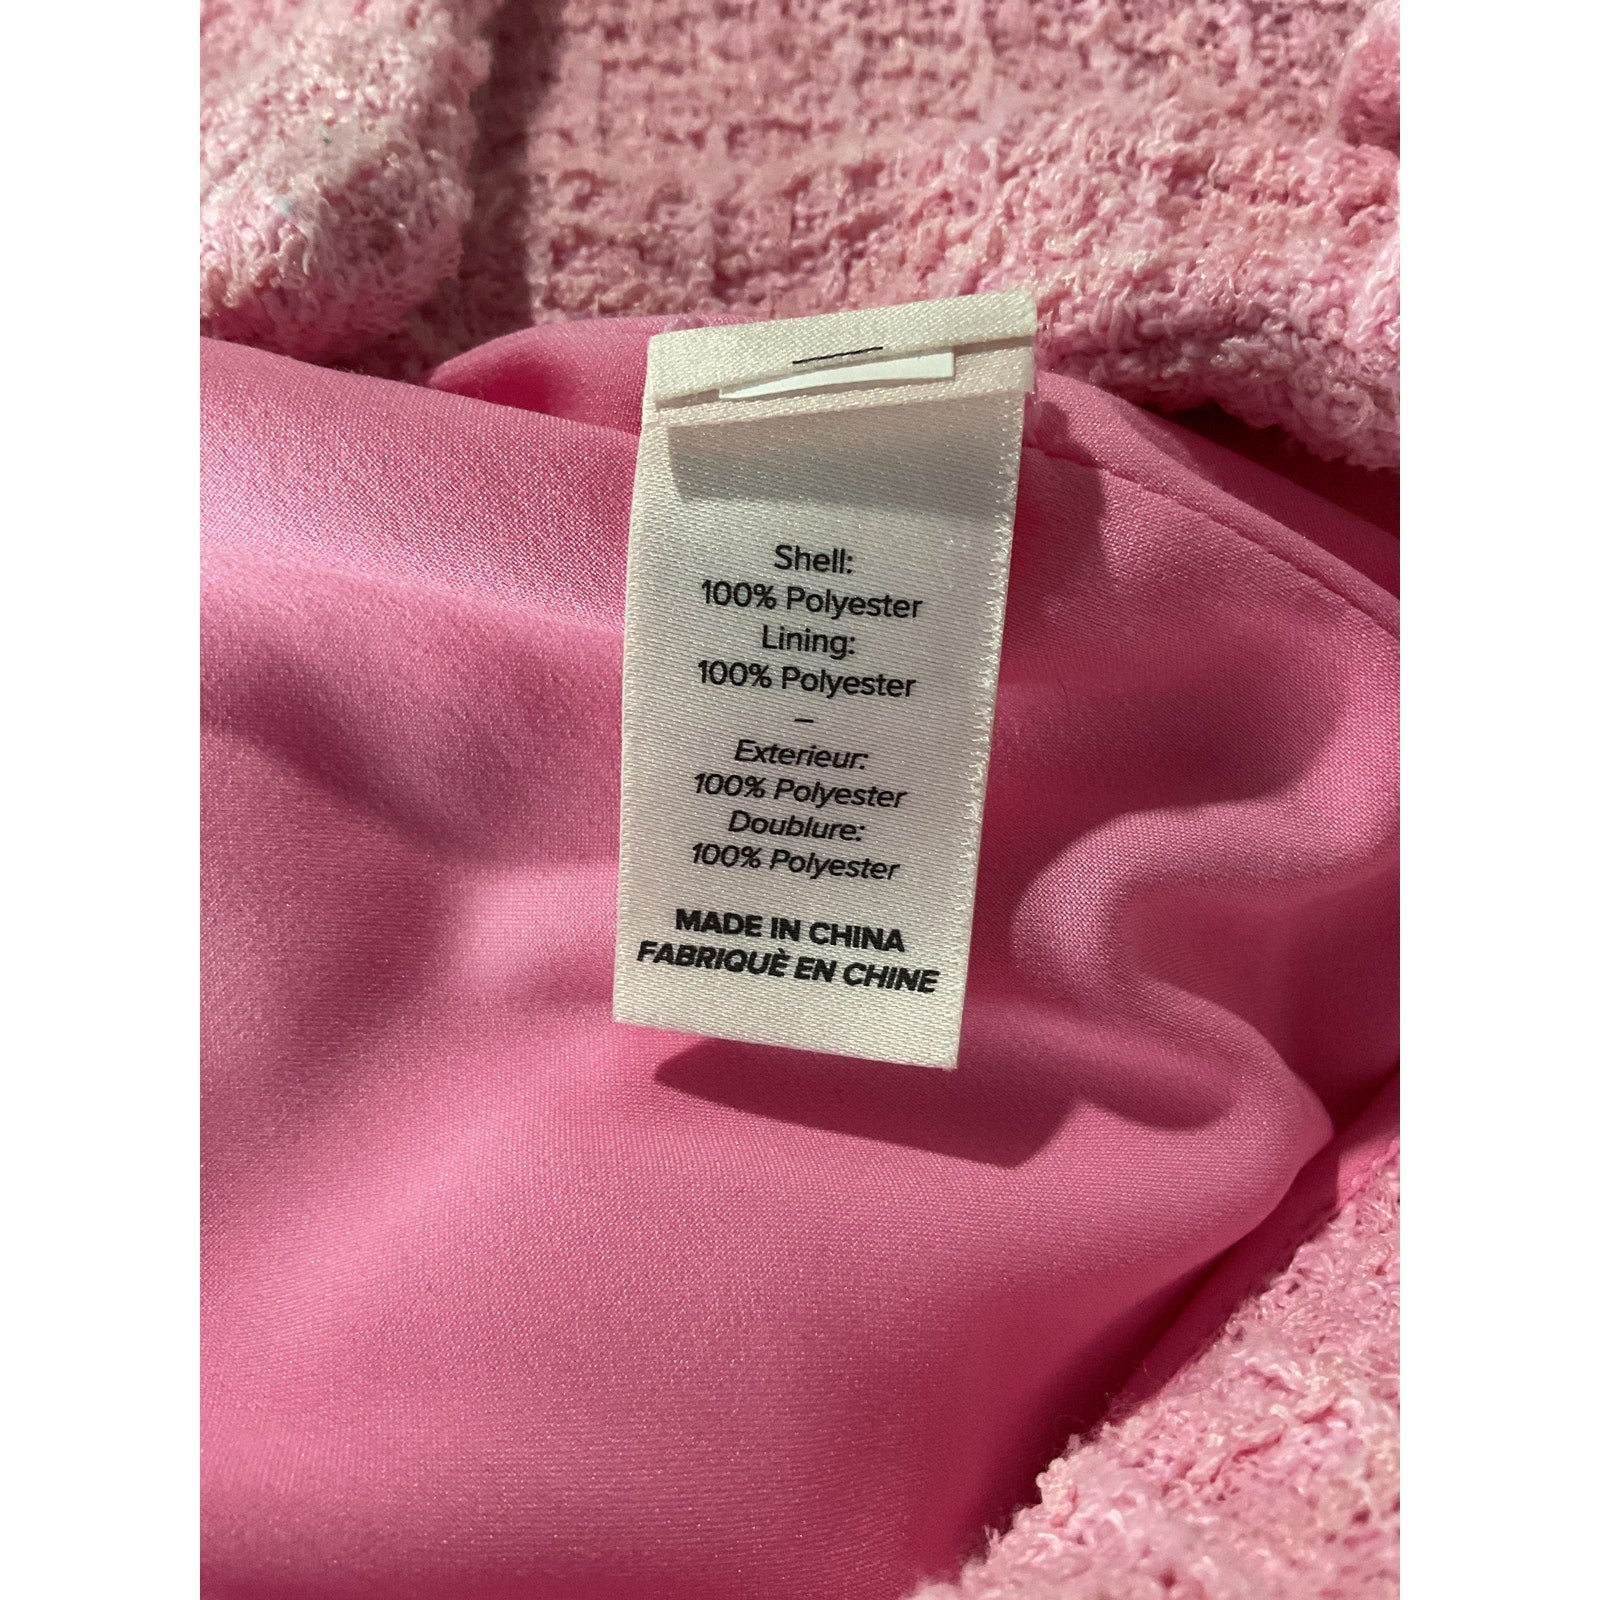 Shell:
100% Polyester
Lining:
100% Polyester
–
Exterieur:
100% Polyester
Doublure:
100% Polyester
MADE IN CHINA
FABRIQUÈ EN CHINE